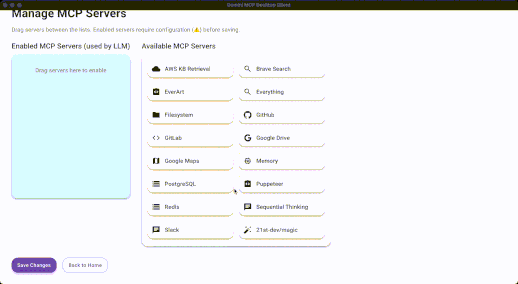 Gemini MCP Desktop Client
Manage MCP Servers
Drag servers between the lists. Enabled servers require configuration (⚠) before saving.
Enabled MCP Servers (used by LLM)
Drag servers here to enable
Available MCP Servers
AWS KB Retrieval
Brave Search
EverArt
Everything
Filesystem
GitHub
GitLab
Google Drive
Google Maps
Memory
PostgreSQL
Puppeteer
Redis
Sequential Thinking
Slack
21st-dev/magic
Save Changes
Back to Home